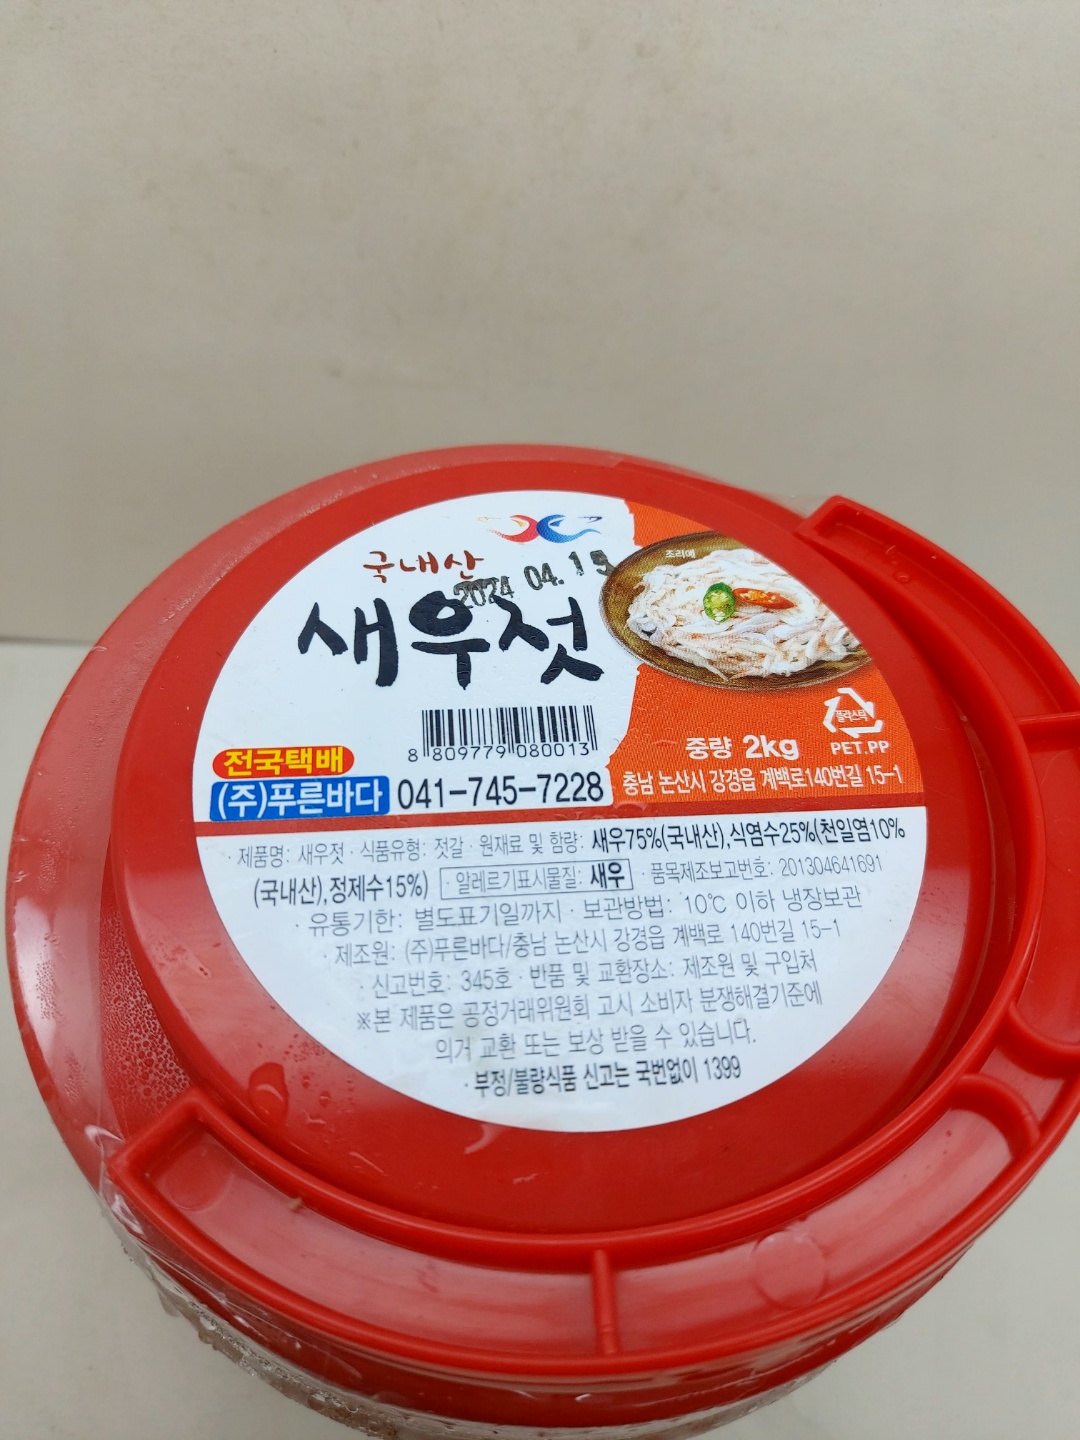 국내산
2024 04.15
새우젓
조리예
8 809779 080013
플라스틱
PET.PP
전국택배
(주)푸른바다 041-745-7228
중량 2kg
충남 논산시 강경읍 계백로140번길 15-1
· 제품명: 새우젓 · 식품유형: 젓갈 · 원재료 및 함량: 새우75%(국내산),식염수25%(천일염10%
(국내산),정제수15%) · 알레르기표시물질: 새우 · 품목제조보고번호: 201304641691
· 유통기한: 별도표기일까지 · 보관방법: 10℃ 이하 냉장보관
· 제조원: (주)푸른바다/충남 논산시 강경읍 계백로 140번길 15-1
· 신고번호: 345호 · 반품 및 교환장소: 제조원 및 구입처
※본 제품은 공정거래위원회 고시 소비자 분쟁해결기준에
의거 교환 또는 보상 받을 수 있습니다.
· 부정/불량식품 신고는 국번없이 1399